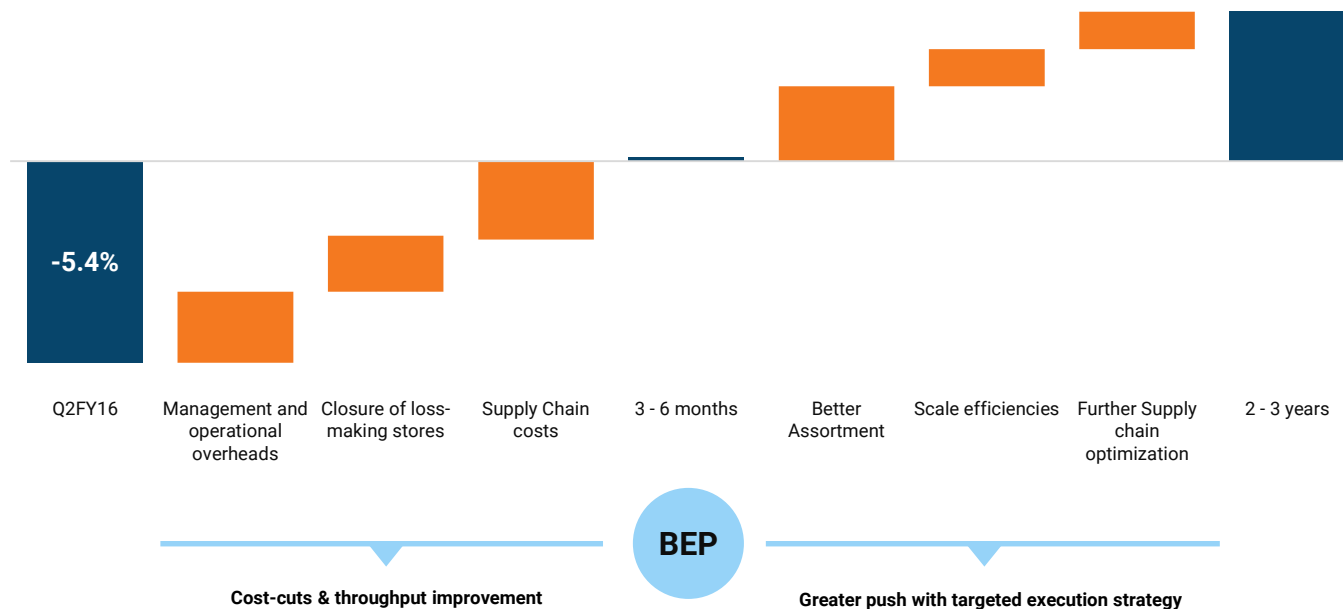 -5.4%
Q2FY16
Management and
operational
overheads
Closure of loss-
making stores
Supply Chain
costs
3 - 6 months
Better
Assortment
Scale efficiencies
Further Supply
chain
optimization
2 - 3 years
BEP
Cost-cuts & throughput improvement
Greater push with targeted execution strategy